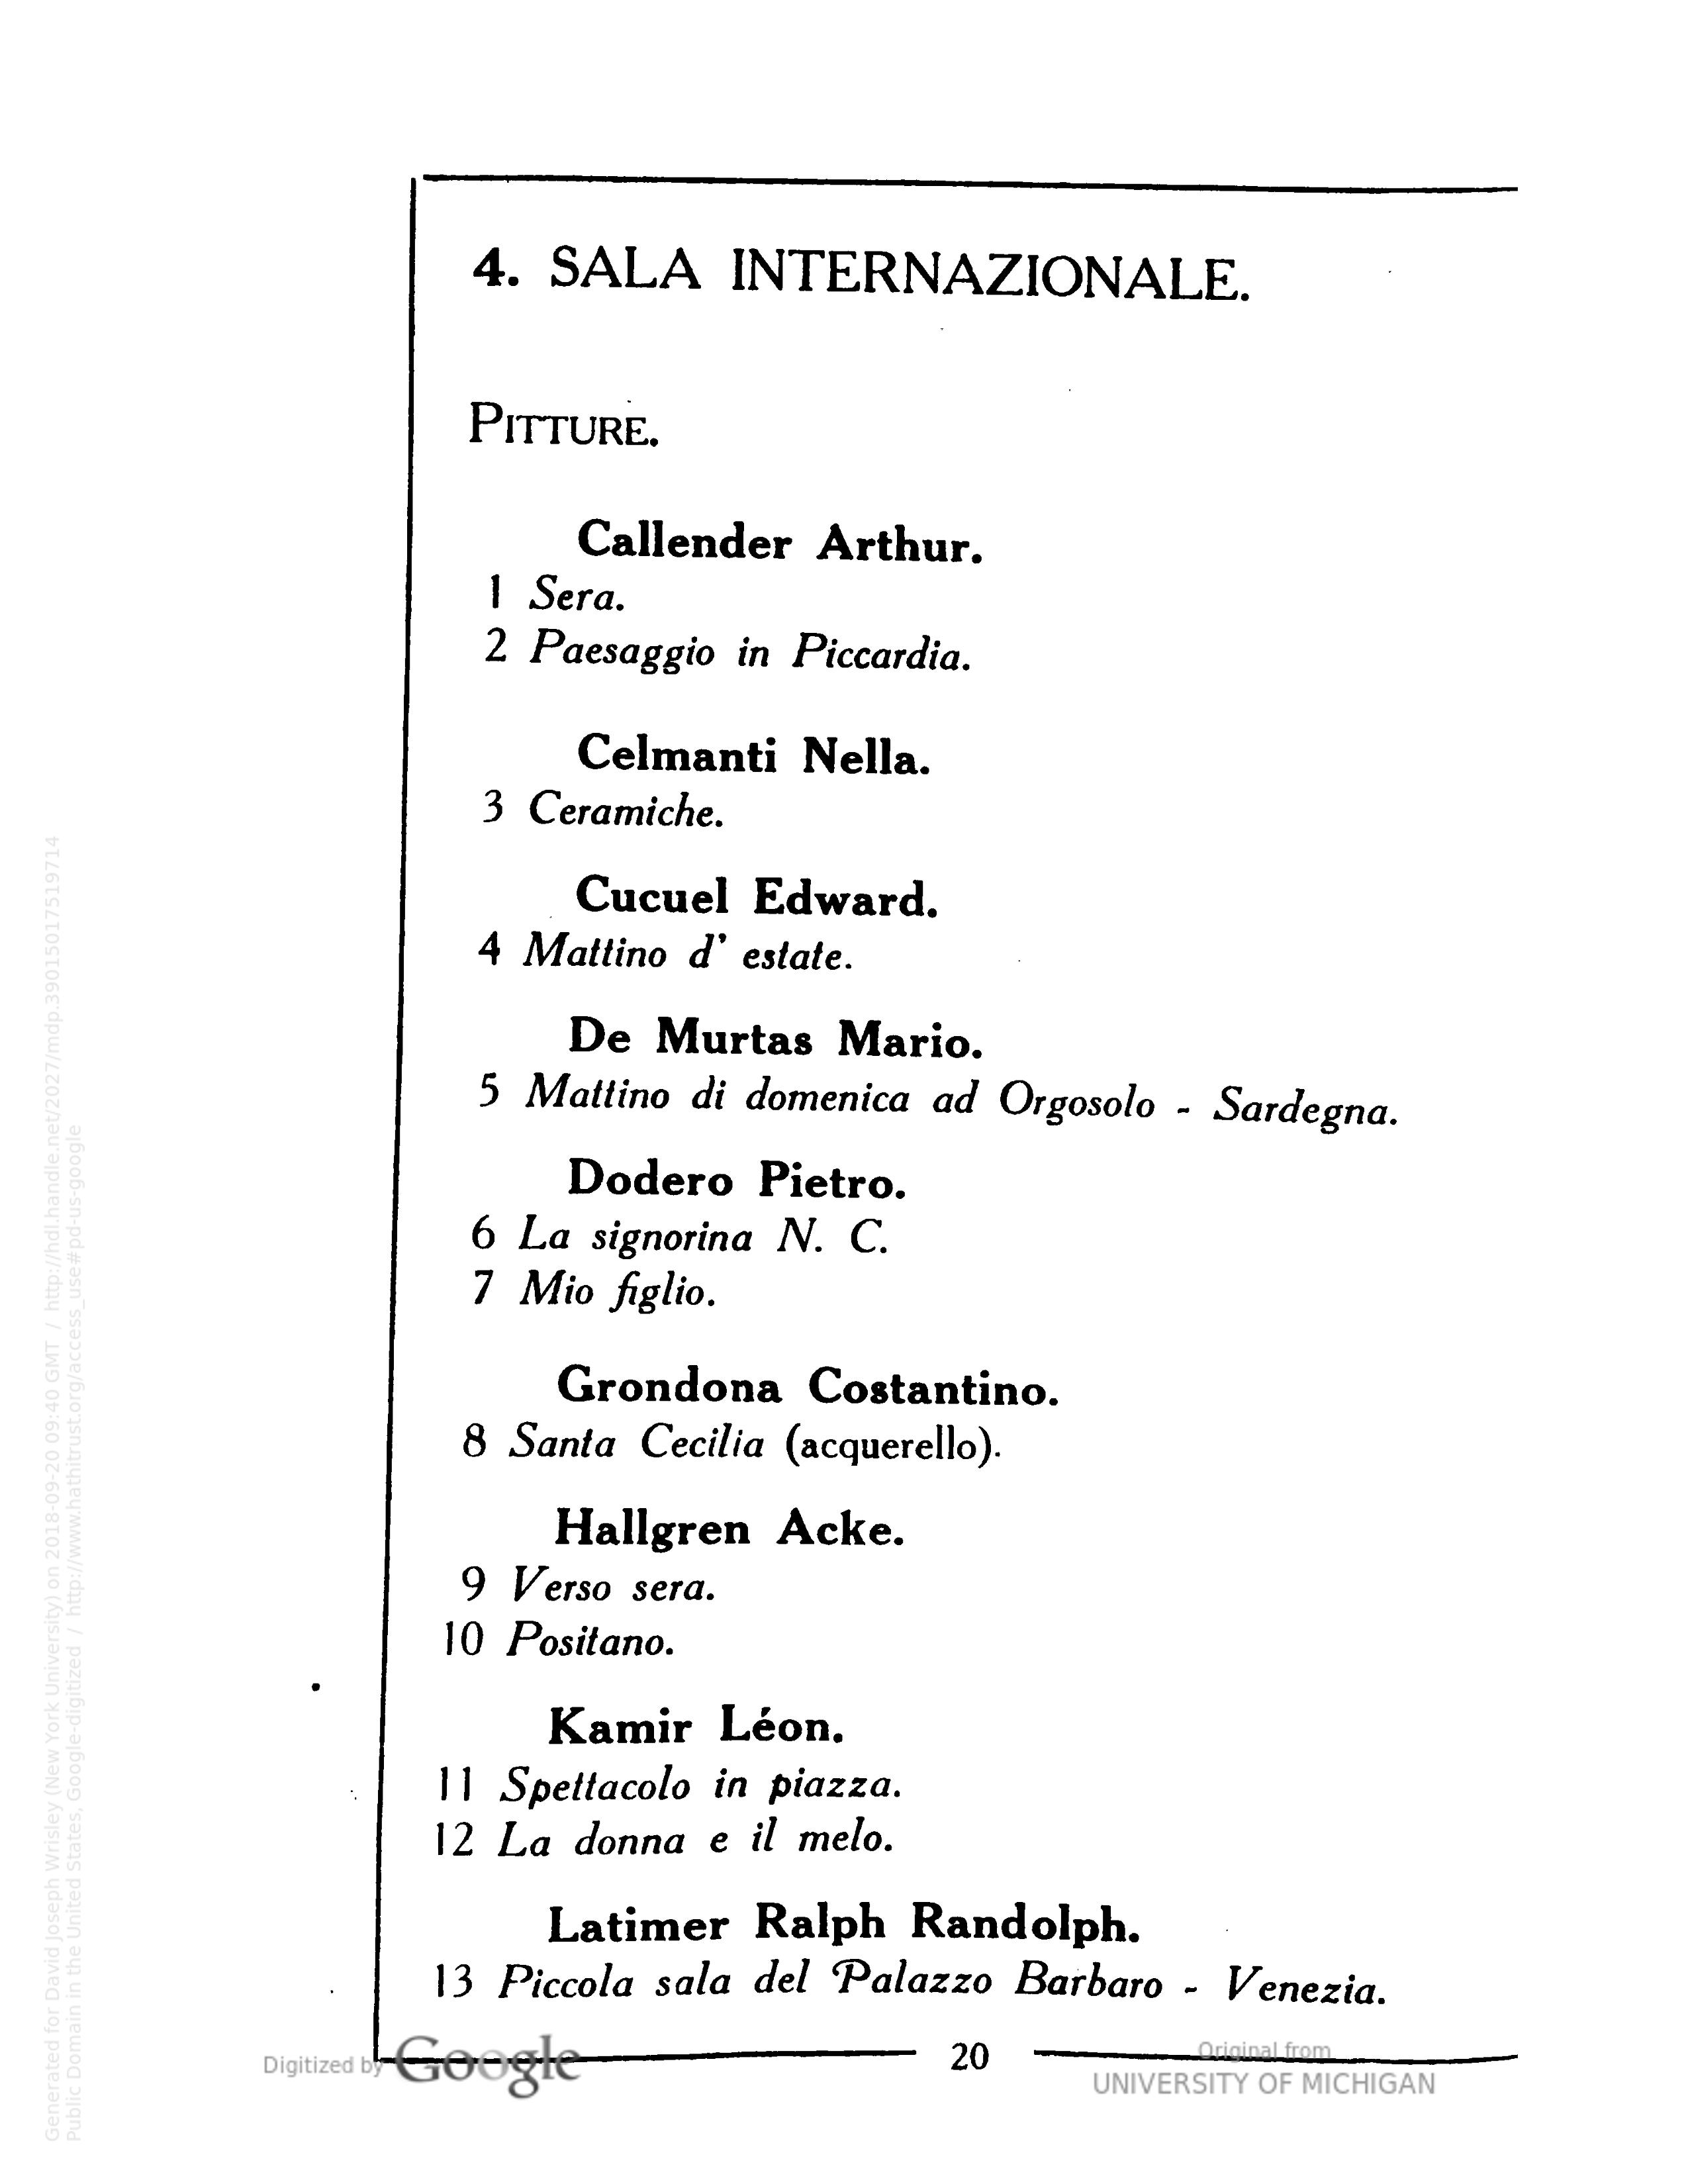 4. SALA INTERNAZIONALE.
PITTURE.
Callender Arthur.
1 Sera.
2 Paesaggio in Piccardia.
Celmanti Nella.
3 Ceramiche.
Cucuel Edward.
4 Mattino d' estate.
De Murtas Mario.
5 Mattino di domenica ad Orgosolo - Sardegna.
Dodero Pietro.
6 La signorina N. C.
7 Mio figlio.
Grondona Costantino.
8 Santa Cecilia (acquerello).
Hallgren Acke.
9 Verso sera.
10 Positano.
Kamir Léon.
11 Spettacolo in piazza.
12 La donna e il melo.
Latimer Ralph Randolph.
13 Piccola sala del Palazzo Barbaro - Venezia.
20
Digitized by Google
Original from
UNIVERSITY OF MICHIGAN
Generated for David Joseph Wrisley (New York University) on 2018-09-20 09:40 GMT / http://hdl.handle.net/2027/mdp.39015017519714
Public Domain in the United States, Google-digitized / http://www.hathitrust.org/access_use#pd-us-google